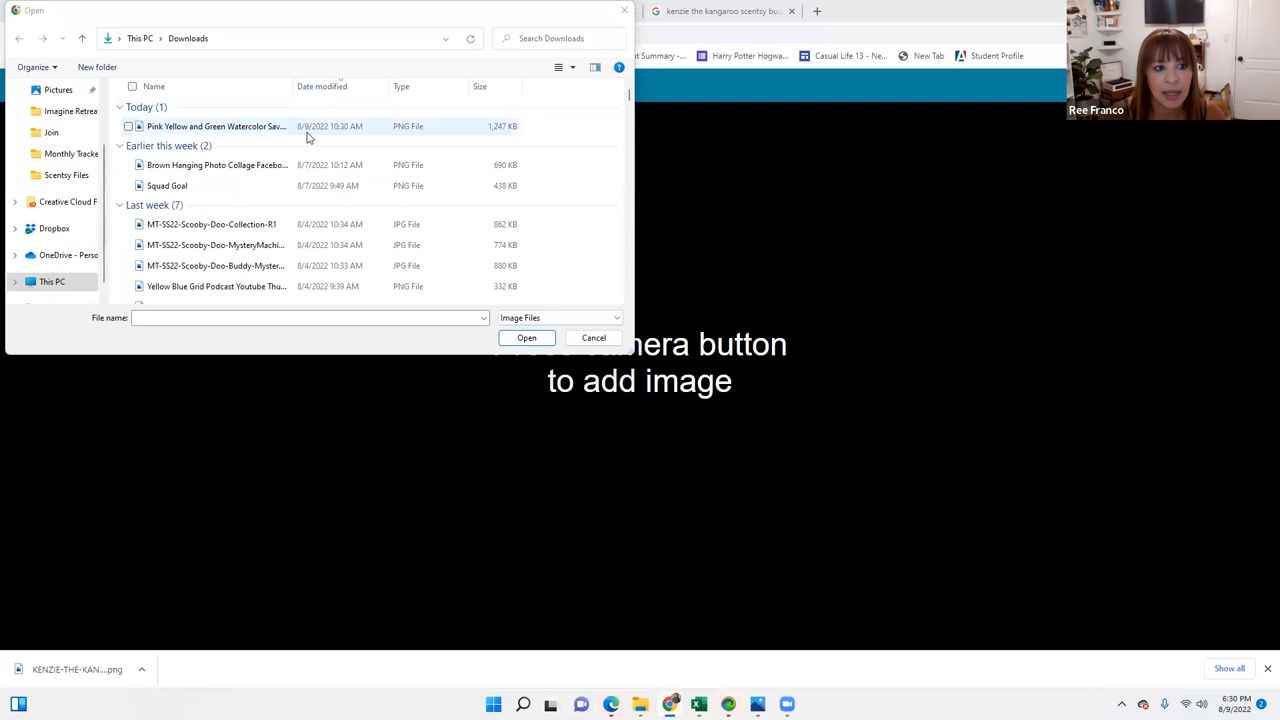 Open
kenzie the kangaroo scentsy bud
This PC > Downloads
Search Downloads
t Summary -...
Harry Potter Hogwa...
Casual Life 13 - Ne...
New Tab
Student Profile
Organize
New folder
Name
Date modified
Type
Size
Pictures
Imagine Retrea
Join
Monthly Tracke
Scentsy Files
Creative Cloud F
Dropbox
OneDrive - Perso
This PC
Today (1)
Pink Yellow and Green Watercolor Sav... 8/9/2022 10:30 AM PNG File 1,247 KB
Earlier this week (2)
Brown Hanging Photo Collage Facebo... 8/7/2022 10:12 AM PNG File 690 KB
Squad Goal 8/7/2022 9:49 AM PNG File 438 KB
Last week (7)
MT-SS22-Scooby-Doo-Collection-R1 8/4/2022 10:34 AM JPG File 862 KB
MT-SS22-Scooby-Doo-MysteryMachi... 8/4/2022 10:34 AM JPG File 774 KB
MT-SS22-Scooby-Doo-Buddy-Myster... 8/4/2022 10:33 AM JPG File 880 KB
Yellow Blue Grid Podcast Youtube Thu... 8/4/2022 9:39 AM PNG File 332 KB
File name:
Image Files
Open
Cancel
Ree Franco
camera button
to add image
KENZIE-THE-KAN....png
Show all
6:30 PM
8/9/2022
2